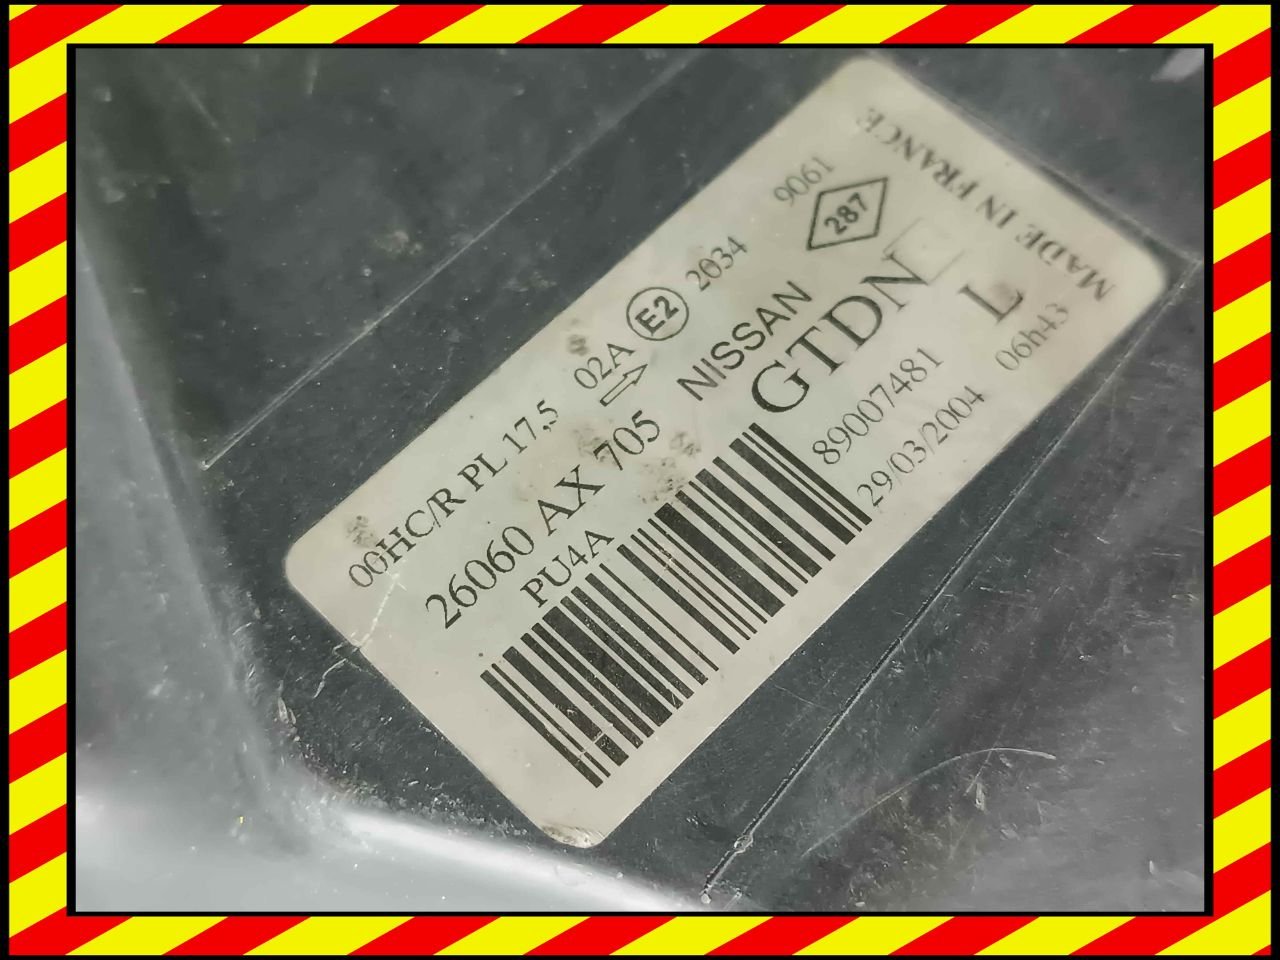 00HC/R PL 17,5 02A E2 2034 9061
26060 AX 705 NISSAN 287
PU4A GTDN
89007481 L
29/03/2004 06h43
MADE IN FRANCE